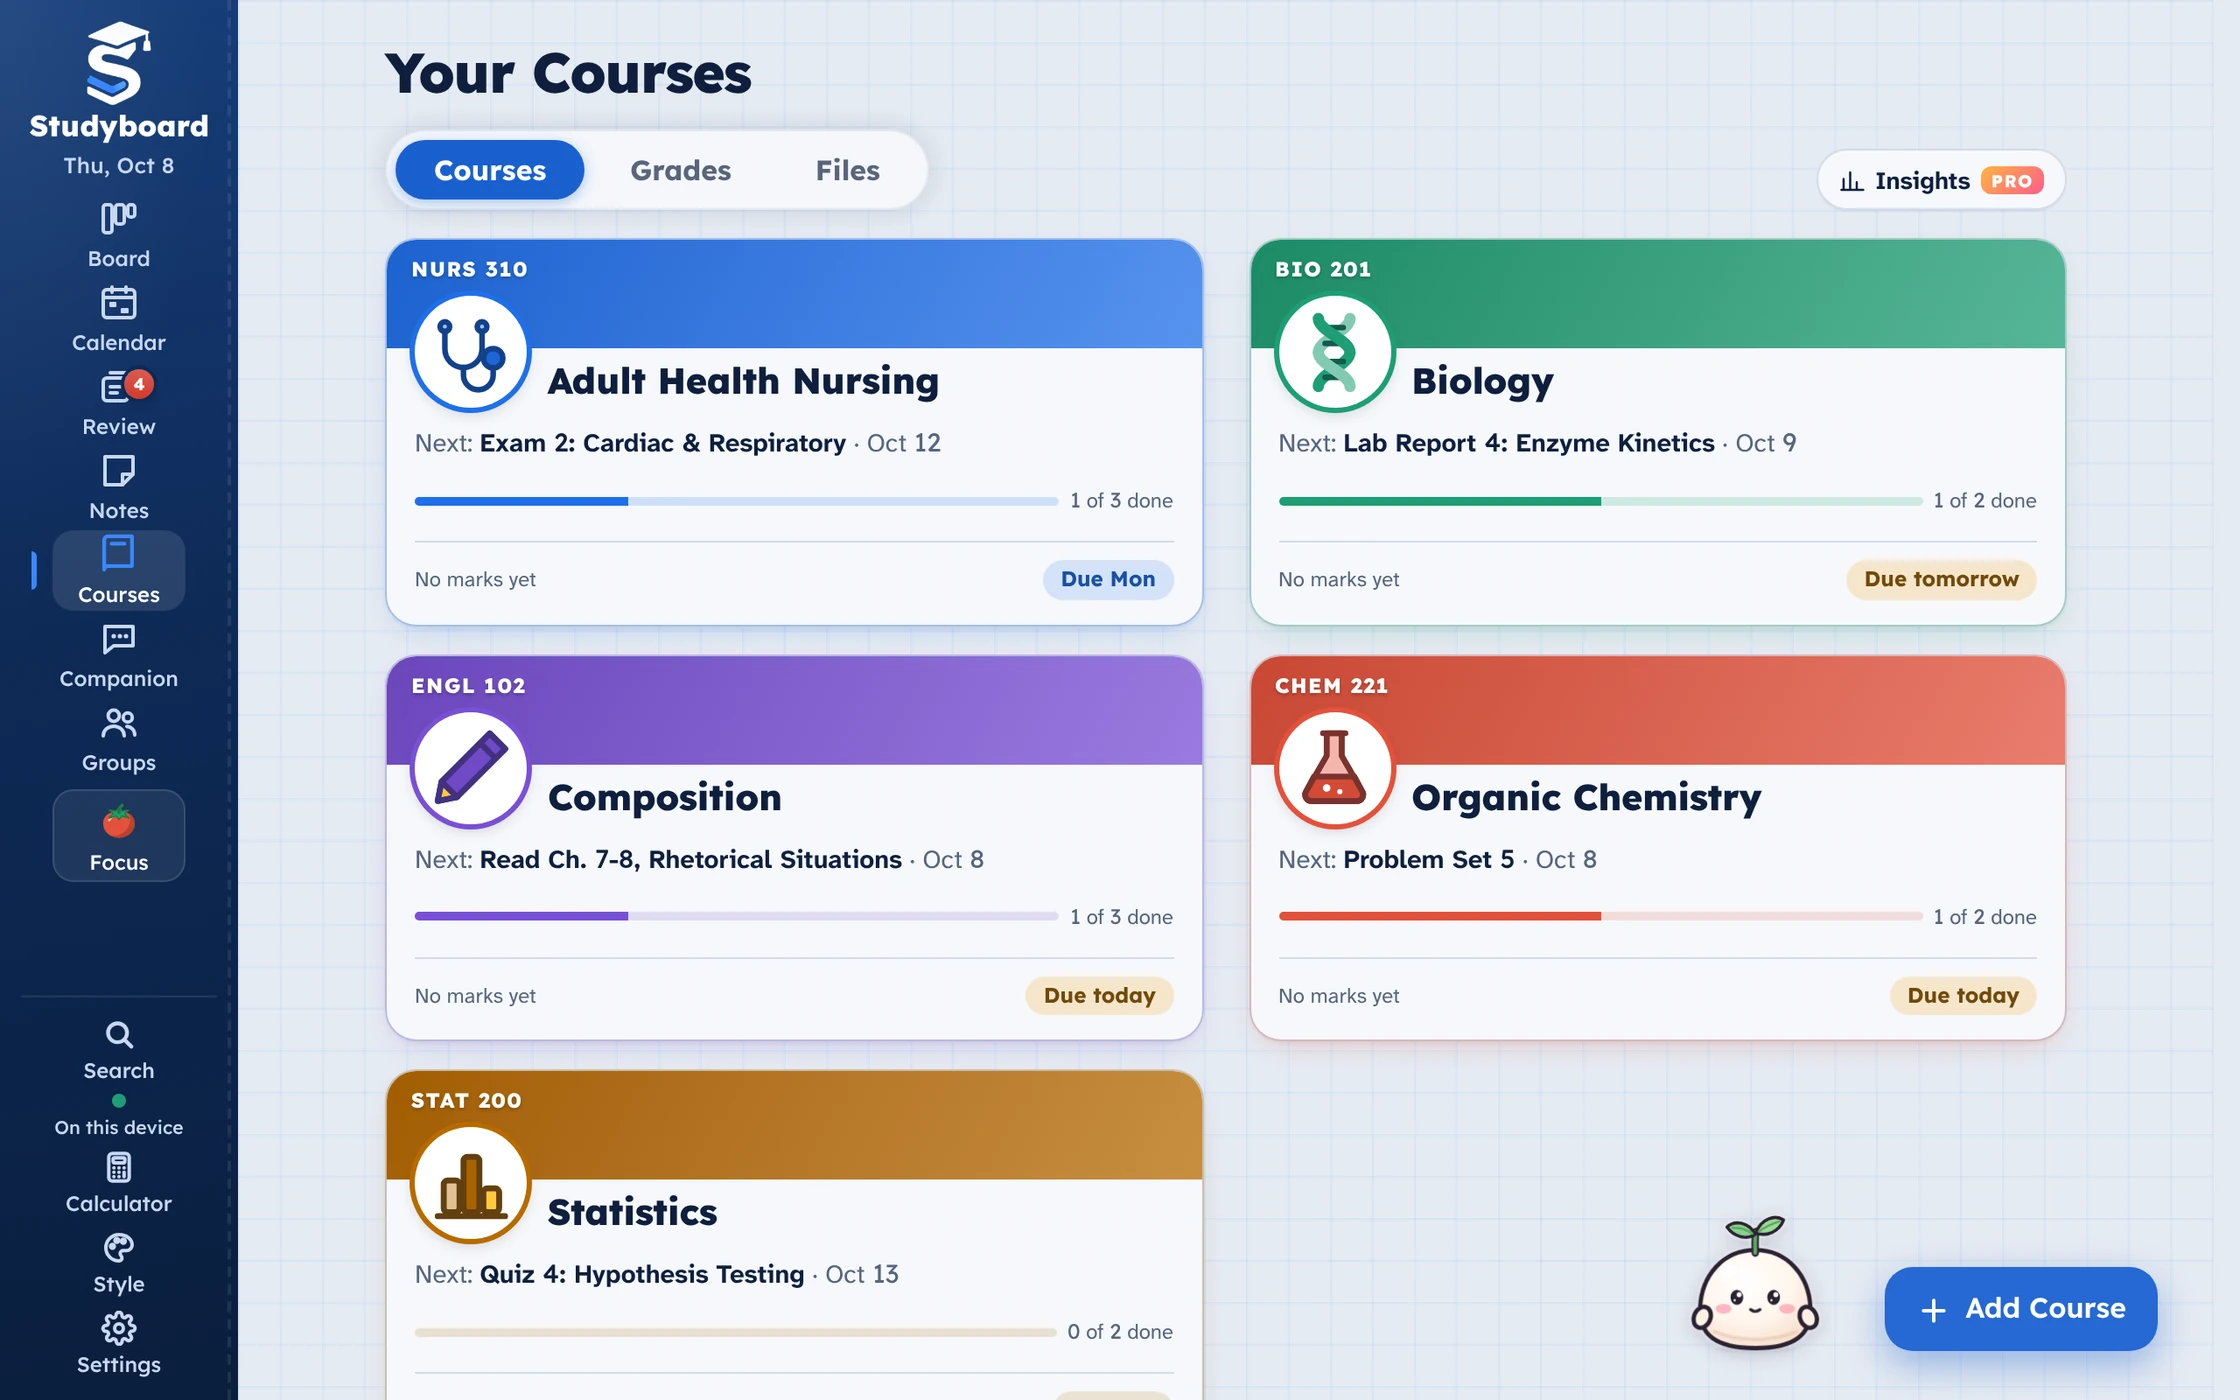 Studyboard
Thu, Oct 8
Board
Calendar
4
Review
Notes
Courses
Companion
Groups
Focus
Search
On this device
Calculator
Style
Settings
Your Courses
Courses Grades Files
Insights PRO
NURS 310
Adult Health Nursing
Next: Exam 2: Cardiac & Respiratory · Oct 12
1 of 3 done
No marks yet Due Mon
BIO 201
Biology
Next: Lab Report 4: Enzyme Kinetics · Oct 9
1 of 2 done
No marks yet Due tomorrow
ENGL 102
Composition
Next: Read Ch. 7-8, Rhetorical Situations · Oct 8
1 of 3 done
No marks yet Due today
CHEM 221
Organic Chemistry
Next: Problem Set 5 · Oct 8
1 of 2 done
No marks yet Due today
STAT 200
Statistics
Next: Quiz 4: Hypothesis Testing · Oct 13
0 of 2 done
+ Add Course